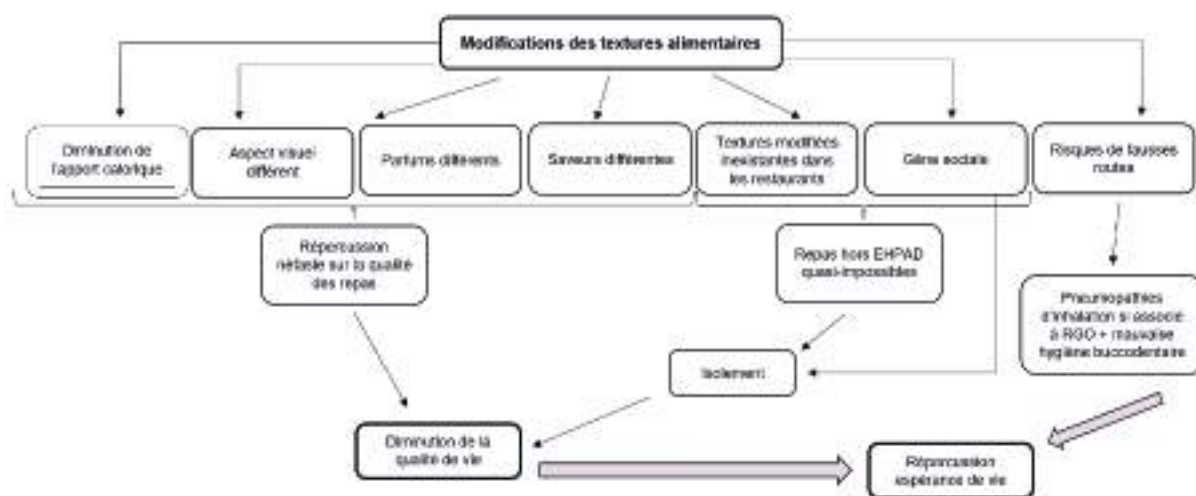 Modifications des textures alimentaires
Diminution de
l'apport calorique
Aspect visuel
différent
Parfums différents
Saveurs différentes
Textures modifiées
inexistantes dans
les restaurants
Gêne sociale
Risques de fausses
routes
Répercussion
néfaste sur la qualité
des repas
Repas hors EHPAD
quasi-impossibles
Pneumopathies
d'inhalation si associé
à RGO + mauvaise
hygiène buccodentaire
Isolement
Diminution de la
qualité de vie
Répercussion
espérance de vie